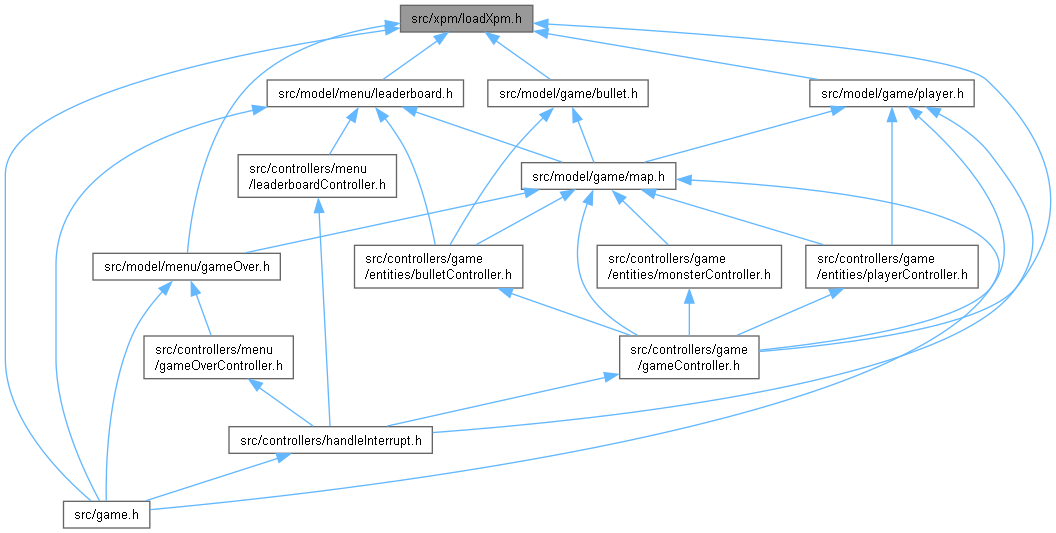 src/xpm/loadXpm.h
src/model/menu/leaderboard.h
src/model/game/bullet.h
src/model/game/player.h
src/controllers/menu
/leaderboardController.h
src/model/game/map.h
src/model/menu/gameOver.h
src/controllers/game
/entities/bulletController.h
src/controllers/game
/entities/monsterController.h
src/controllers/game
/entities/playerController.h
src/controllers/menu
/gameOverController.h
src/controllers/game
/gameController.h
src/controllers/handleInterrupt.h
src/game.h